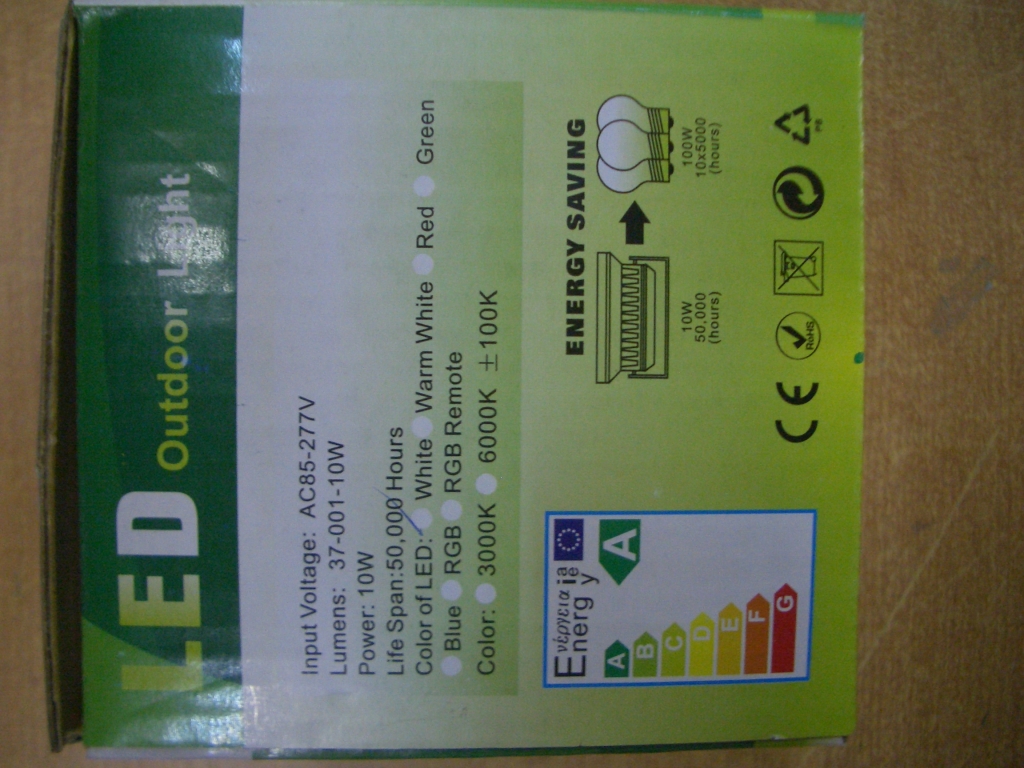 LED Outdoor Light
Input Voltage: AC85-277V
Lumens: 37-001-10W
Power: 10W
Life Span:50,000 Hours
Color of LED: White Warm White Red Green
Blue RGB RGB Remote
Color: 3000K 6000K ±100K
Energ y
ενέργεια
ia
ie
A
A
B
C
D
E
F
G
ENERGY SAVING
10W
50,000
(hours)
100W
10x5000
(hours)
CE
RoHS
PB